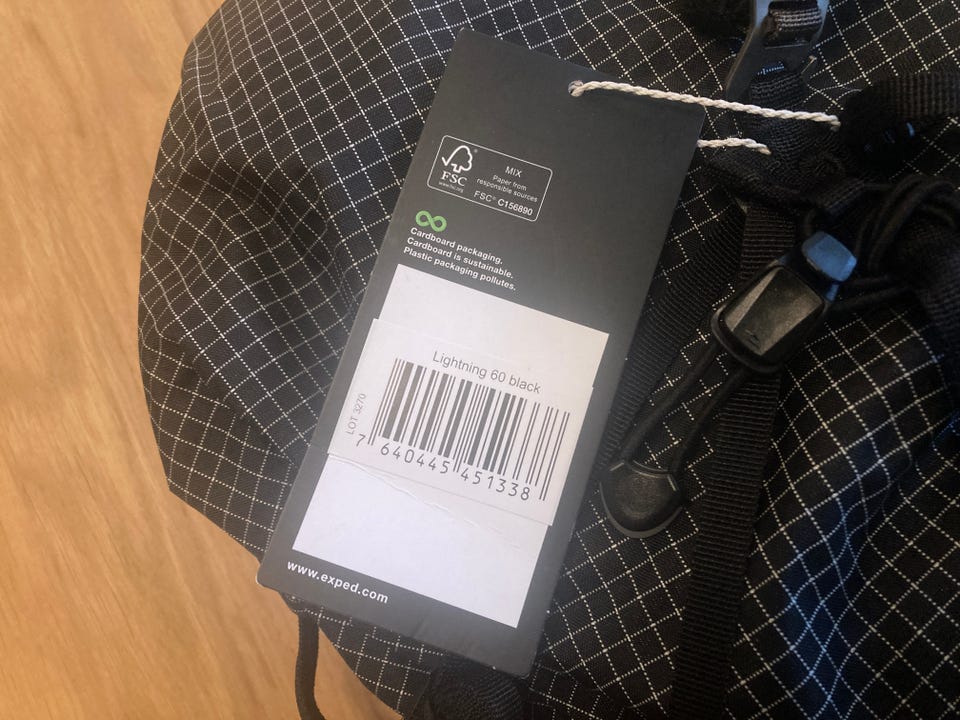 FSC®
www.fsc.org
MIX
Paper from
responsible sources
FSC® C156890
Cardboard packaging.
Cardboard is sustainable.
Plastic packaging pollutes.
Lightning 60 black
LOT 3270
7 640445 451338
www.exped.com